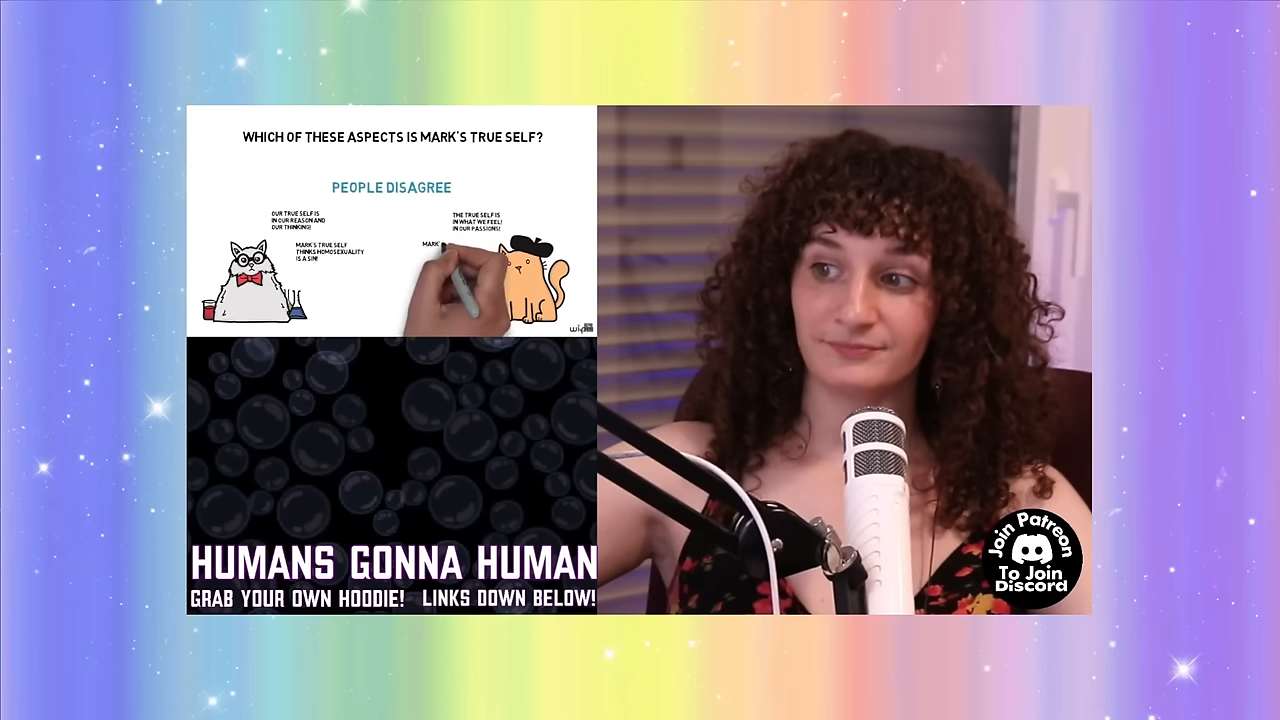 WHICH OF THESE ASPECTS IS MARK'S TRUE SELF?
PEOPLE DISAGREE
OUR TRUE SELF IS
IN OUR REASON AND
OUR THINKING!
MARK'S TRUE SELF
THINKS HOMOSEXUALITY
IS A SIN!
THE TRUE SELF IS
IN WHAT WE FEEL!
IN OUR PASSIONS!
MARK'
HUMANS GONNA HUMAN
GRAB YOUR OWN HOODIE! LINKS DOWN BELOW!
Join Patreon
To Join
Discord